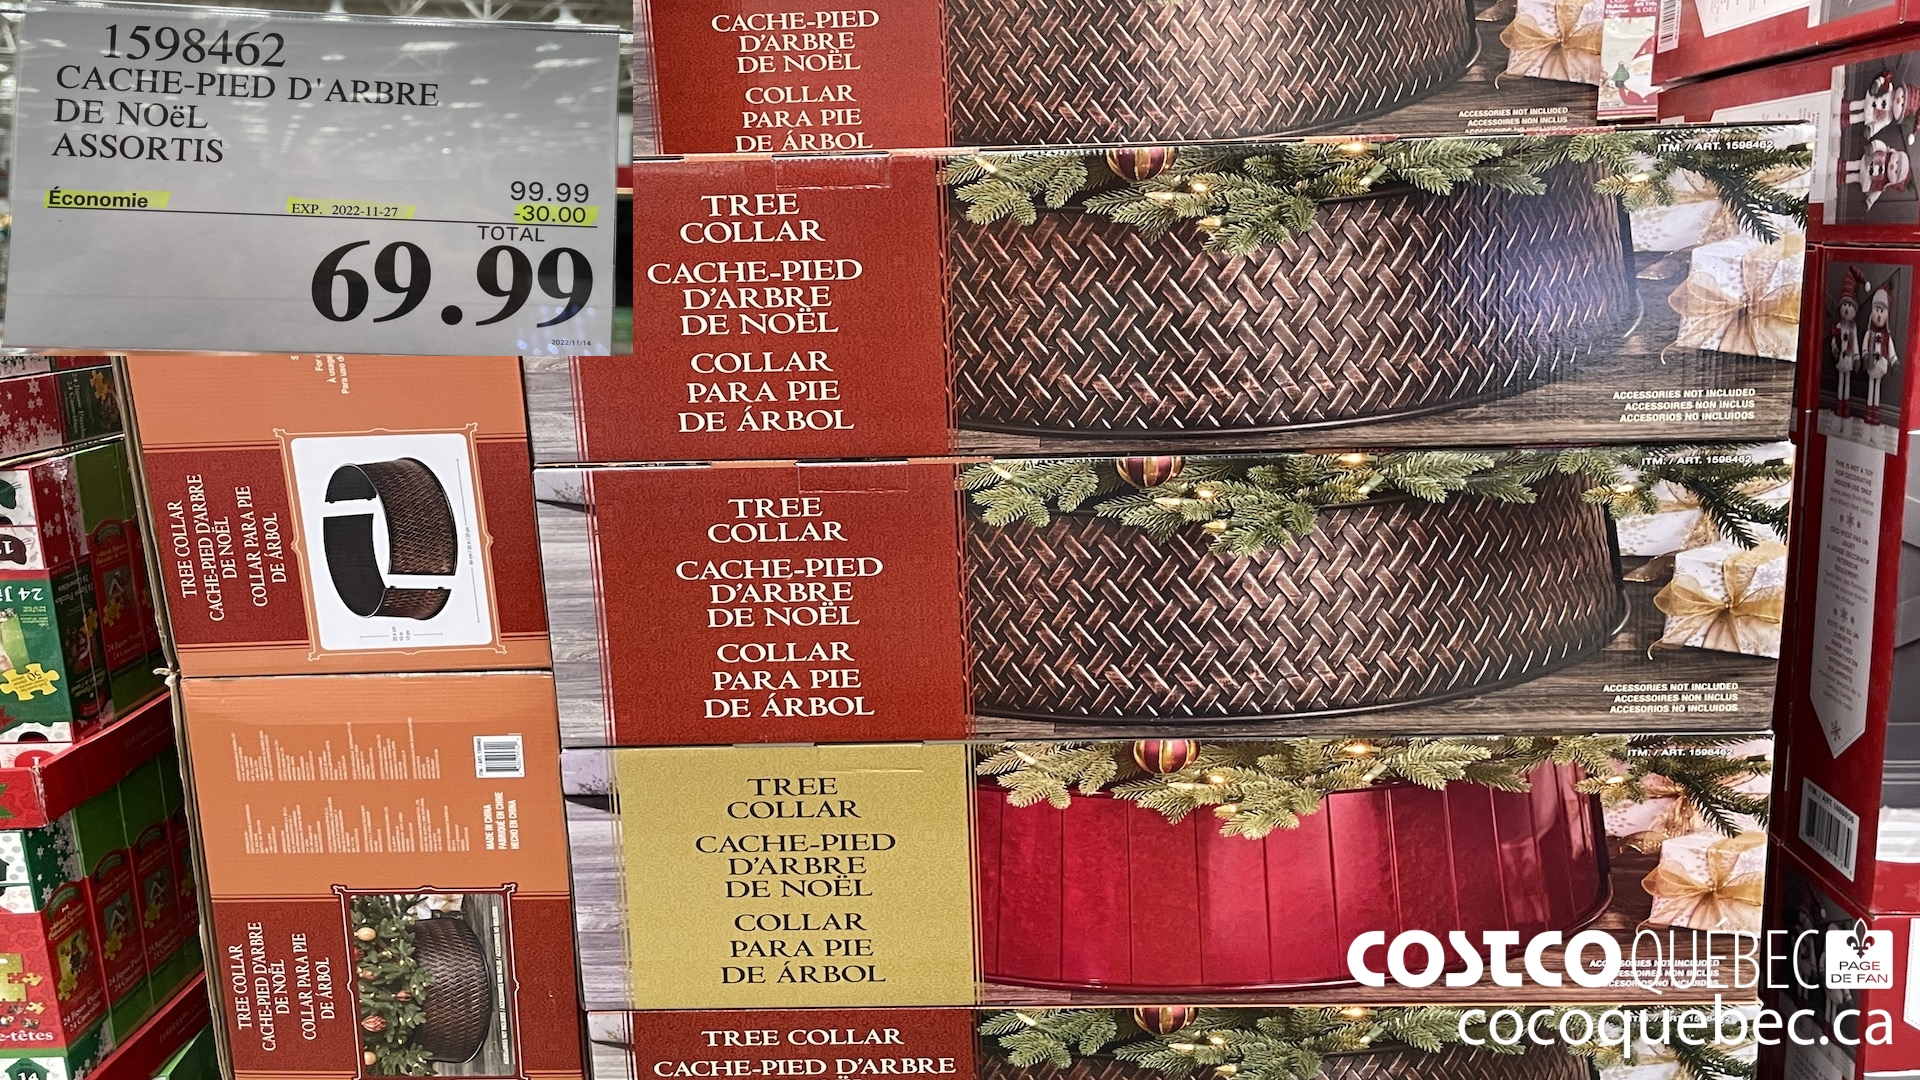 1598462
CACHE-PIED D'ARBRE
DE NOëL
ASSORTIS
99.99
Économie
EXP. 2022-11-27
-30.00
TOTAL
69.99
2022/11/14
CACHE-PIED
D'ARBRE
DE NOËL
COLLAR
PARA PIE
DE ÁRBOL
ACCESSORIES NOT INCLUDED
ACCESSOIRES NON INCLUS
ITM. / ART. 1598462
TREE
COLLAR
CACHE-PIED
D'ARBRE
DE NOËL
COLLAR
PARA PIE
DE ÁRBOL
ACCESSORIES NOT INCLUDED
ACCESSOIRES NON INCLUS
ACCESORIOS NO INCLUIDOS
ITM. / ART. 1598462
TREE
COLLAR
CACHE-PIED
D'ARBRE
DE NOËL
COLLAR
PARA PIE
DE ÁRBOL
ACCESSORIES NOT INCLUDED
ACCESSOIRES NON INCLUS
ACCESORIOS NO INCLUIDOS
ITM. / ART. 1598462
TREE
COLLAR
CACHE-PIED
D'ARBRE
DE NOËL
COLLAR
PARA PIE
DE ÁRBOL
TREE COLLAR
CACHE-PIED D'ARBRE
TREE COLLAR
CACHE-PIED D'ARBRE
DE NOËL
COLLAR PARA PIE
DE ÁRBOL
MADE IN CHINA
FABRIQUÉ EN CHINE
HECHO EN CHINA
TREE COLLAR
CACHE-PIED D'ARBRE
DE NOËL
COLLAR PARA PIE
DE ÁRBOL
COSTCO QUÉBEC
PAGE
DE FAN
cocoquebec.ca